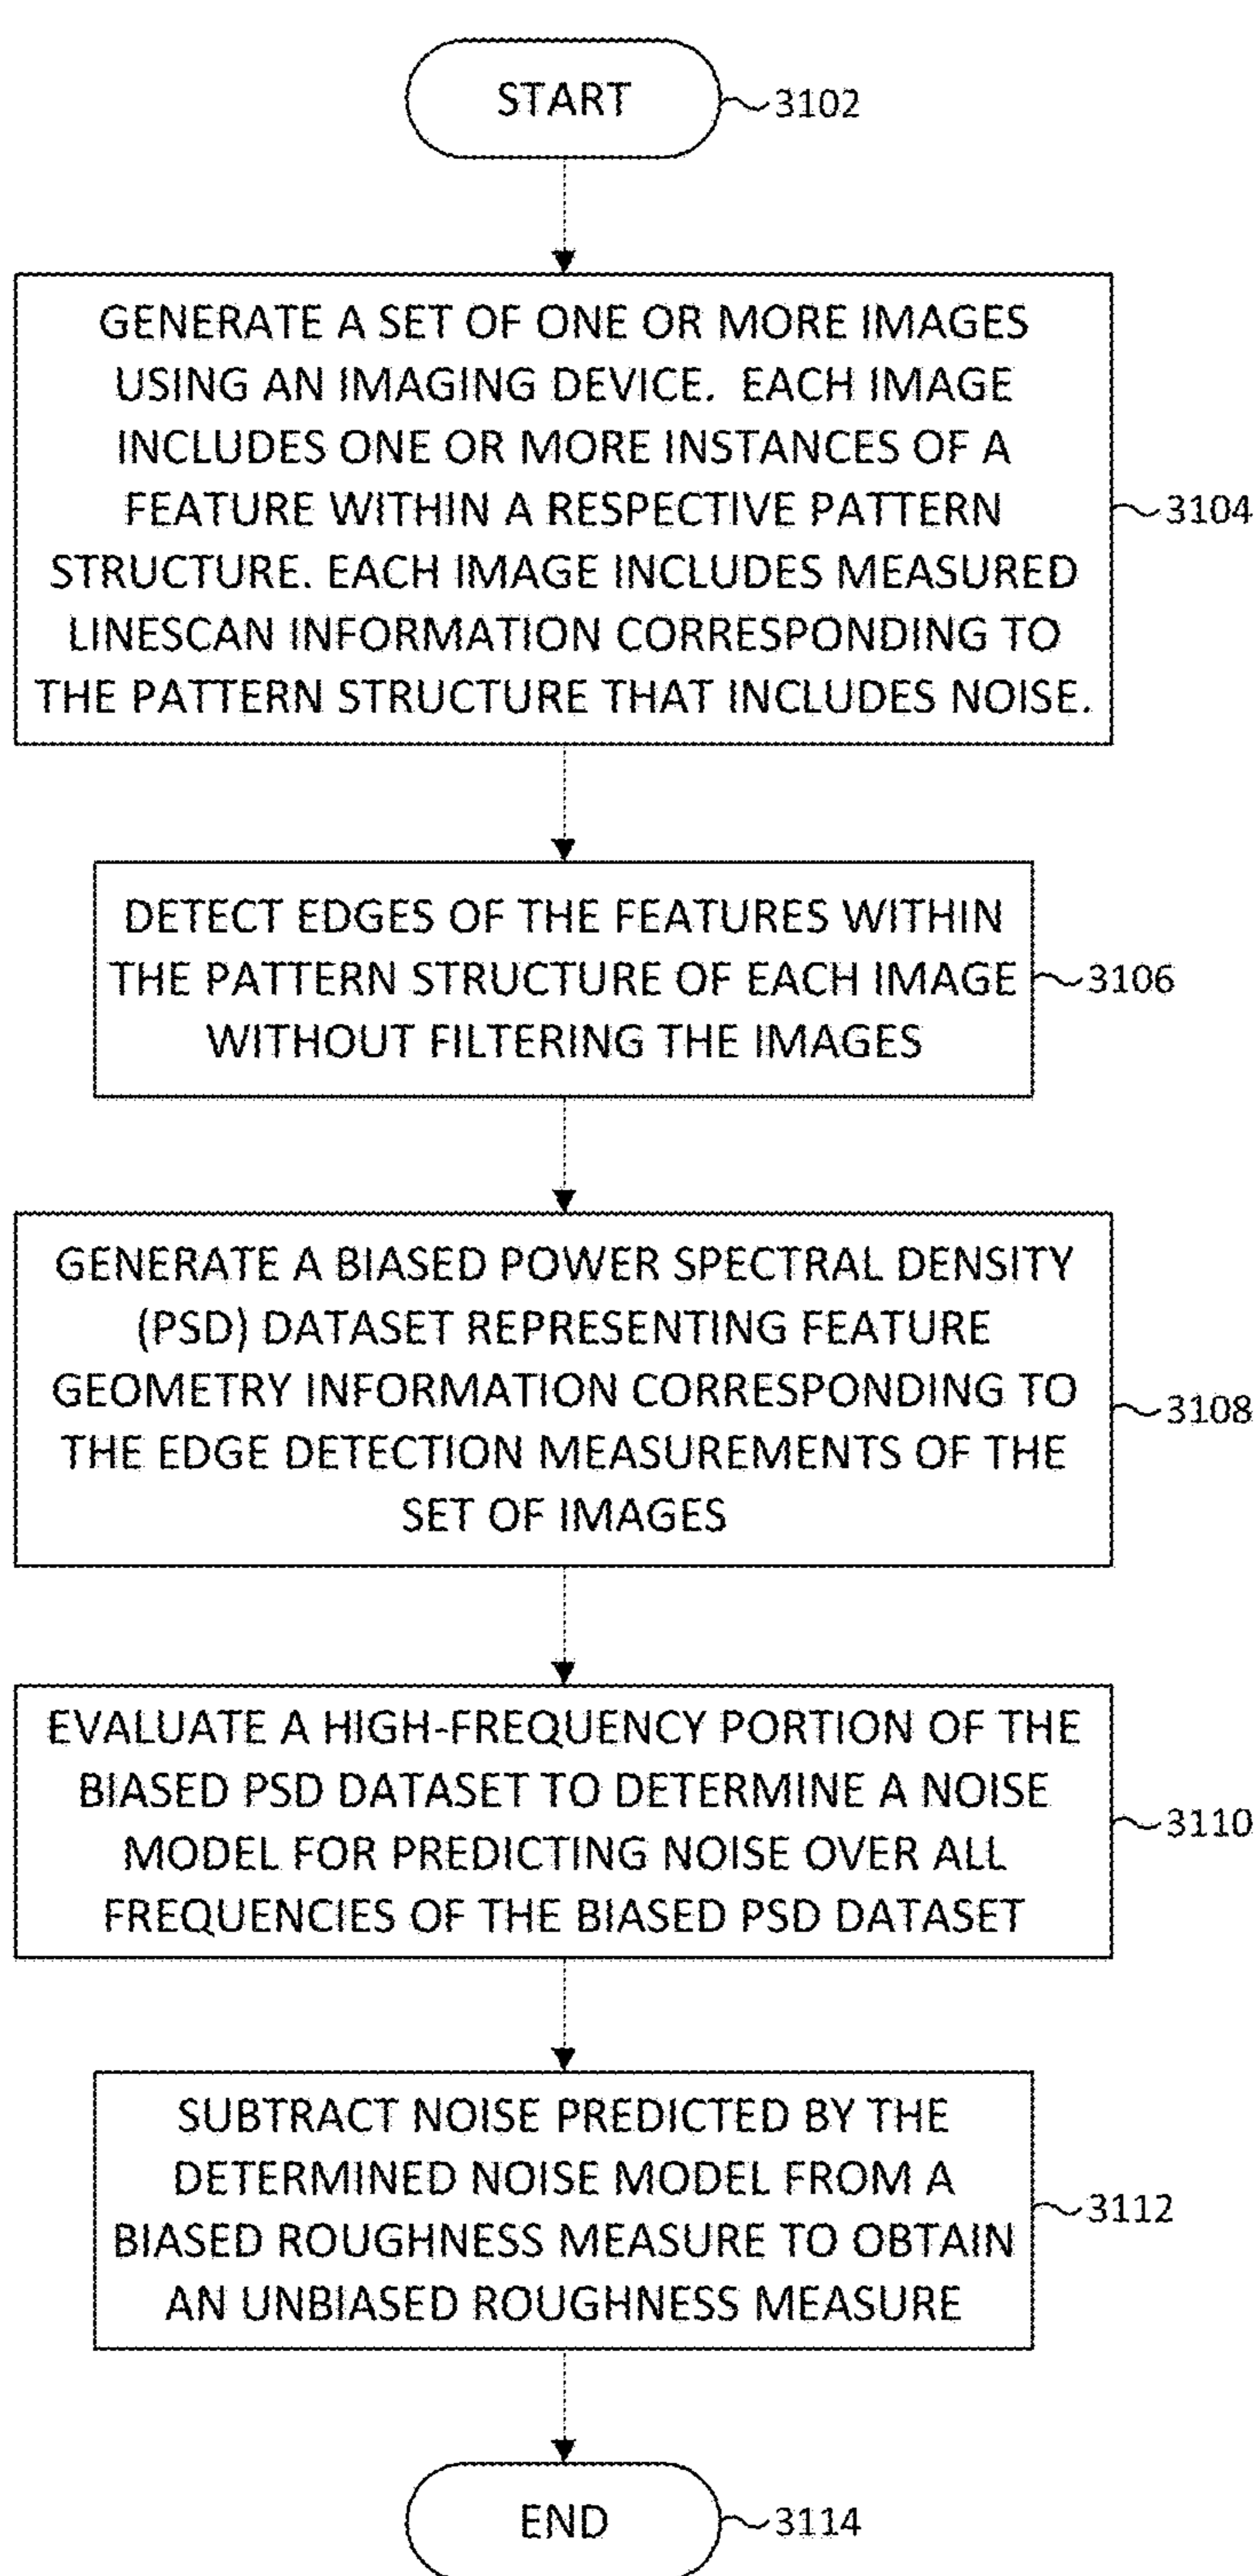 START
3102
GENERATE A SET OF ONE OR MORE IMAGES
USING AN IMAGING DEVICE. EACH IMAGE
INCLUDES ONE OR MORE INSTANCES OF A
FEATURE WITHIN A RESPECTIVE PATTERN
STRUCTURE. EACH IMAGE INCLUDES MEASURED
LINESCAN INFORMATION CORRESPONDING TO
THE PATTERN STRUCTURE THAT INCLUDES NOISE.
3104
DETECT EDGES OF THE FEATURES WITHIN
THE PATTERN STRUCTURE OF EACH IMAGE
WITHOUT FILTERING THE IMAGES
3106
GENERATE A BIASED POWER SPECTRAL DENSITY
(PSD) DATASET REPRESENTING FEATURE
GEOMETRY INFORMATION CORRESPONDING TO
THE EDGE DETECTION MEASUREMENTS OF THE
SET OF IMAGES
3108
EVALUATE A HIGH-FREQUENCY PORTION OF THE
BIASED PSD DATASET TO DETERMINE A NOISE
MODEL FOR PREDICTING NOISE OVER ALL
FREQUENCIES OF THE BIASED PSD DATASET
3110
SUBTRACT NOISE PREDICTED BY THE
DETERMINED NOISE MODEL FROM A
BIASED ROUGHNESS MEASURE TO OBTAIN
AN UNBIASED ROUGHNESS MEASURE
3112
END
3114